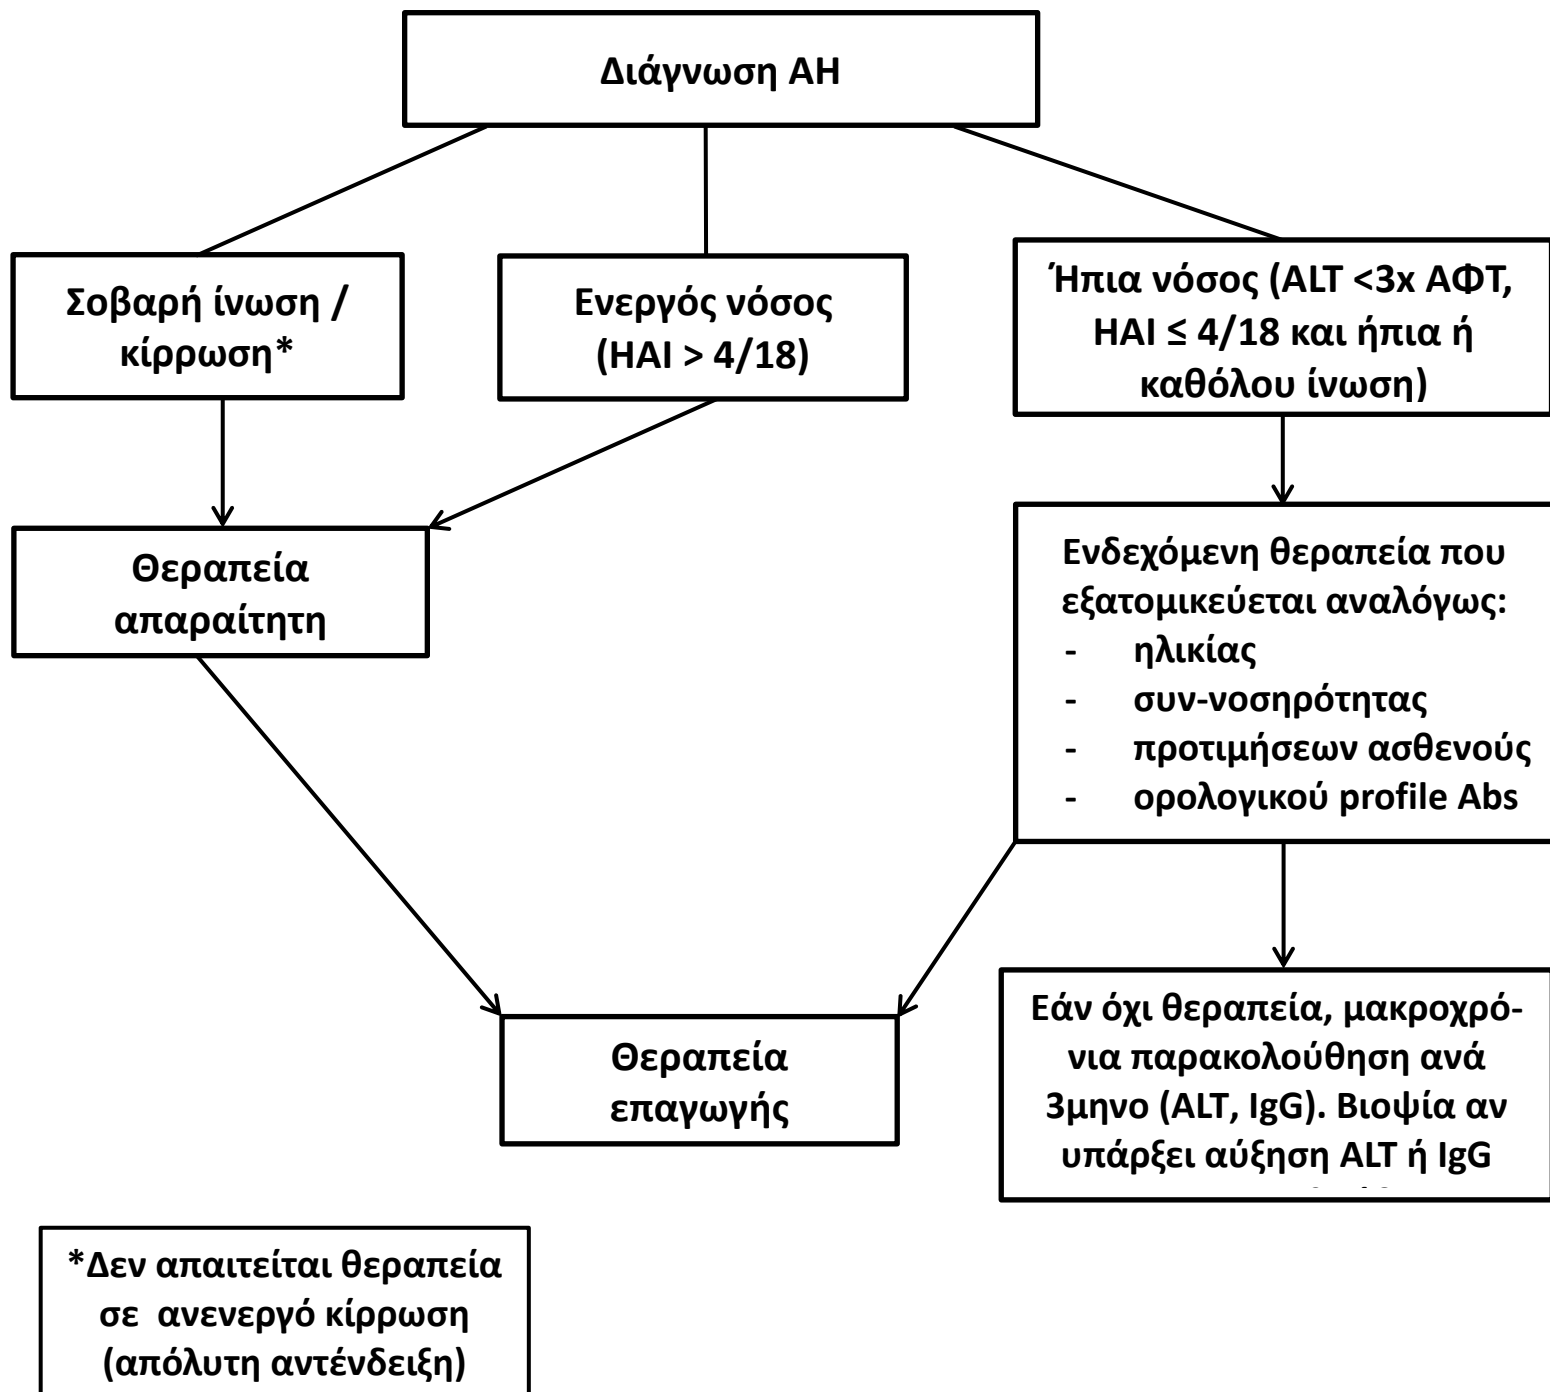 Διάγνωση ΑΗ
Σοβαρή ίνωση /
κίρρωση*
Ενεργός νόσος
(HAI > 4/18)
Ήπια νόσος (ALT <3x ΑΦΤ,
HAI ≤ 4/18 και ήπια ή
καθόλου ίνωση)
Θεραπεία
απαραίτητη
Ενδεχόμενη θεραπεία που
εξατομικεύεται αναλόγως:
- ηλικίας
- συν-νοσηρότητας
- προτιμήσεων ασθενούς
- ορολογικού profile Abs
Θεραπεία
επαγωγής
Εάν όχι θεραπεία, μακροχρό-
νια παρακολούθηση ανά
3μηνο (ALT, IgG). Βιοψία αν
υπάρξει αύξηση ALT ή IgG
*Δεν απαιτείται θεραπεία
σε ανενεργό κίρρωση
(απόλυτη αντένδειξη)